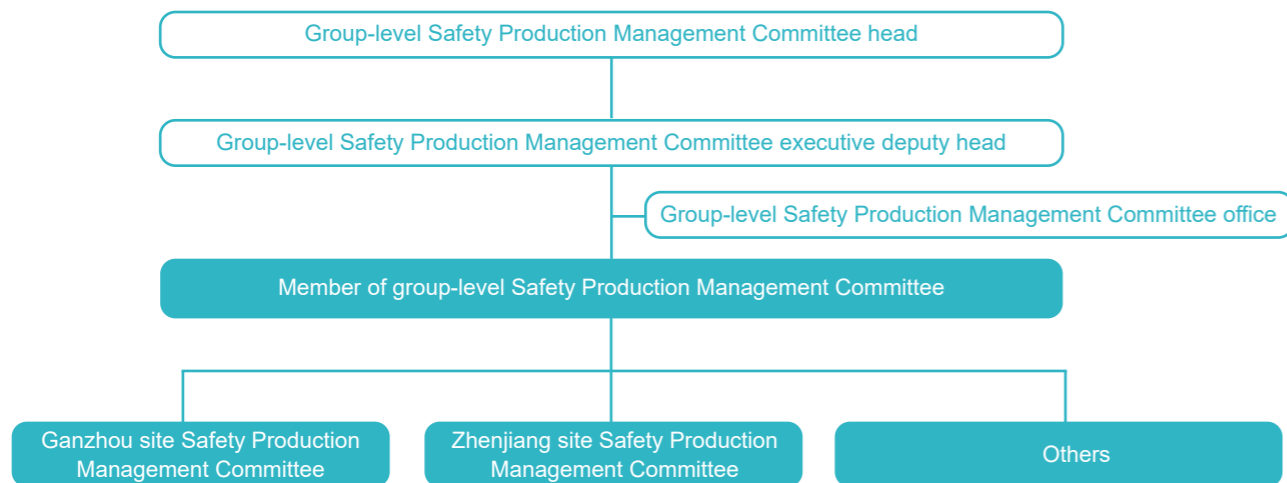 Group-level Safety Production Management Committee head
Group-level Safety Production Management Committee executive deputy head
Group-level Safety Production Management Committee office
Member of group-level Safety Production Management Committee
Ganzhou site Safety Production
Management Committee
Zhenjiang site Safety Production
Management Committee
Others